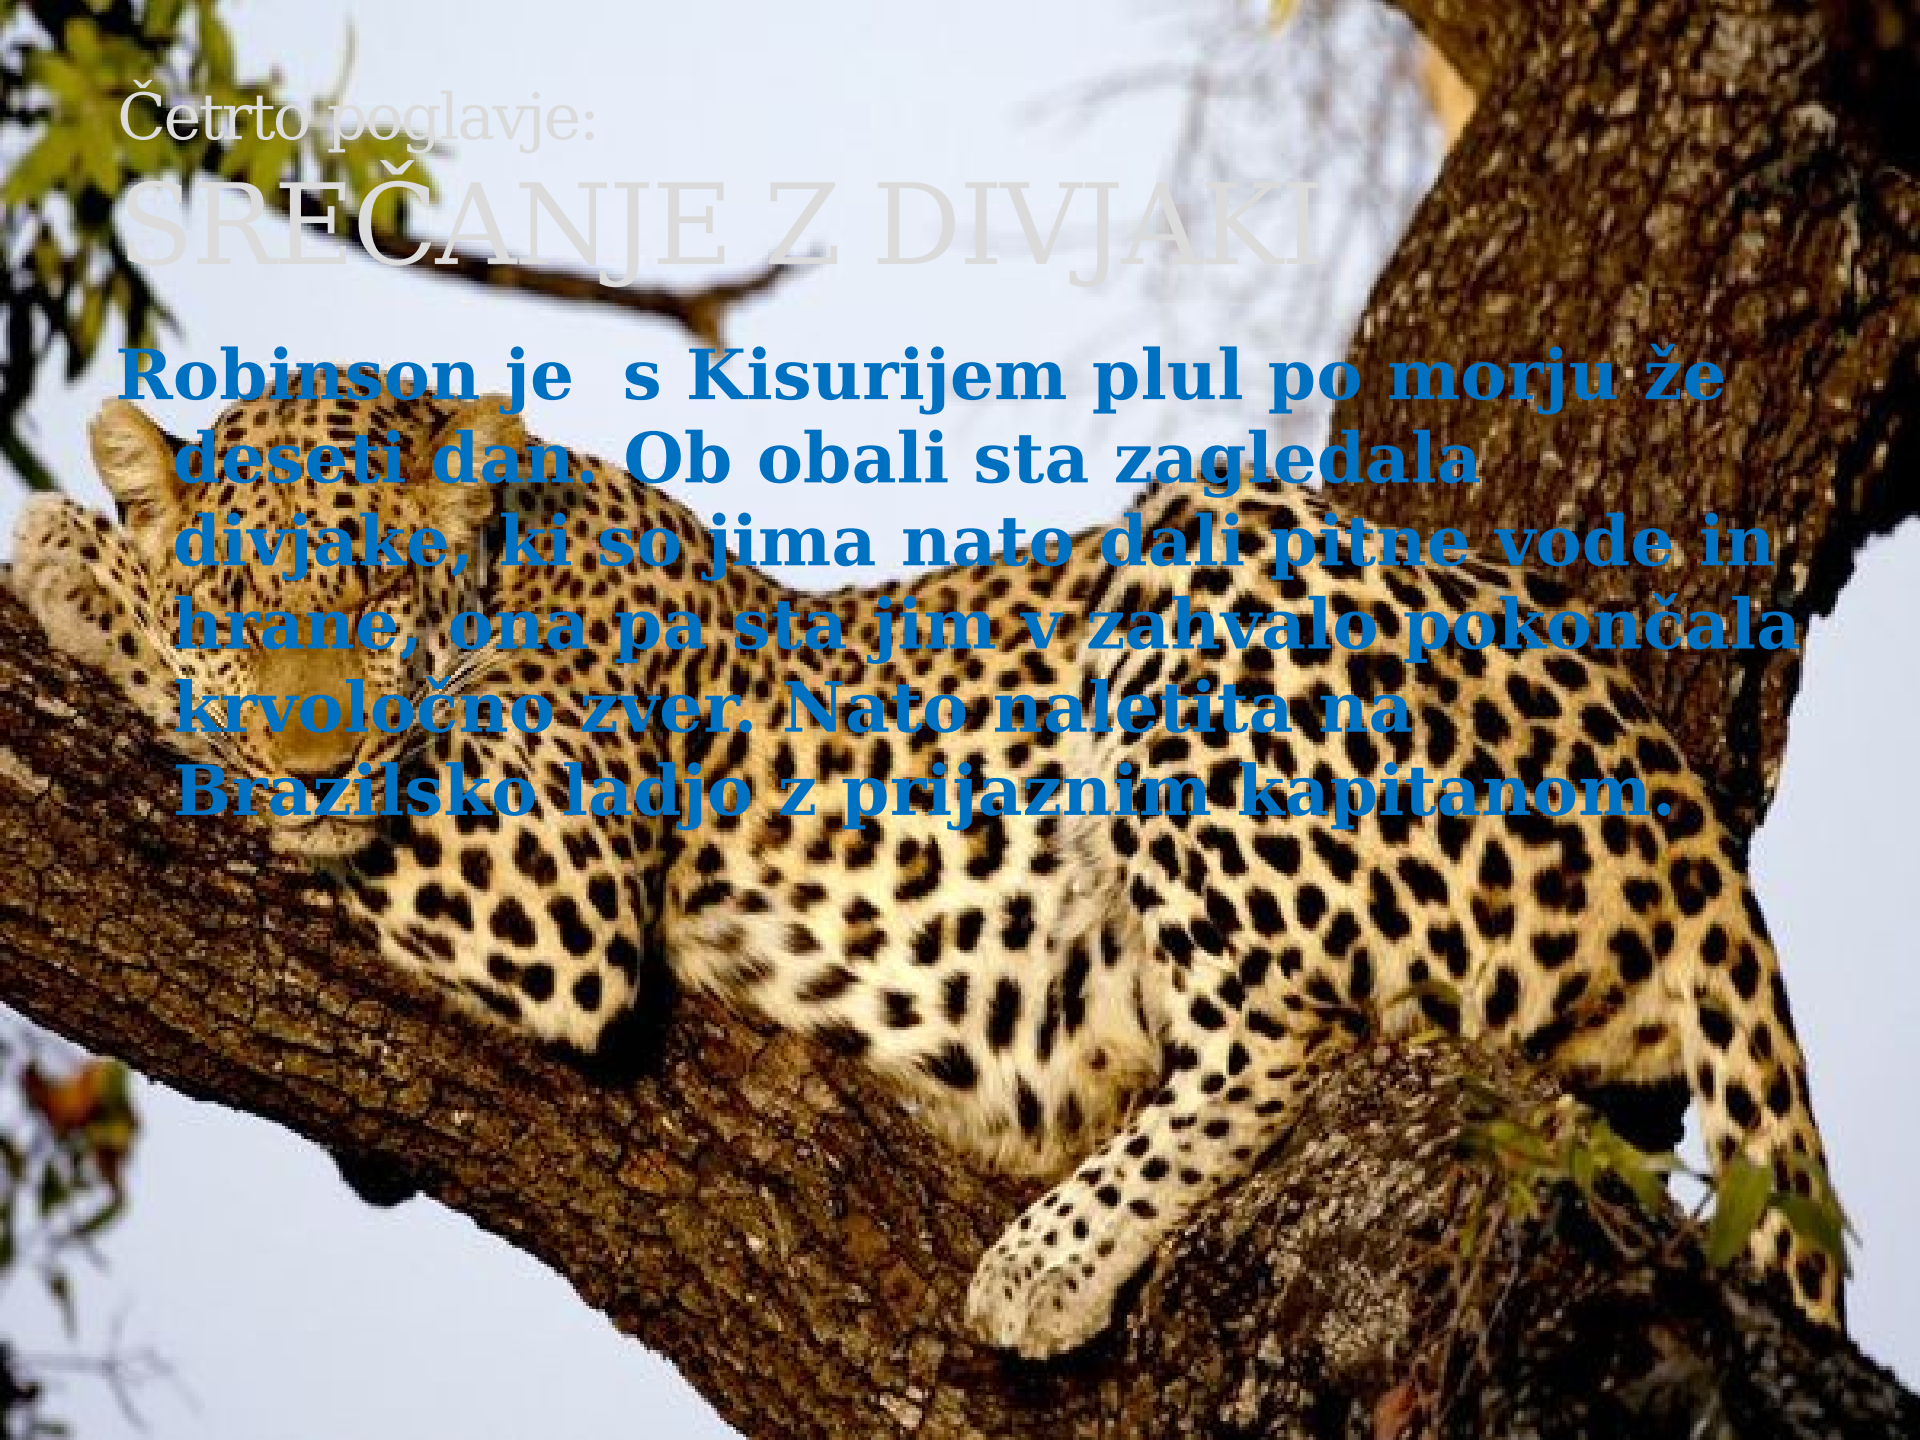 Četrto poglavje:
SREČANJE Z DIVJAKI
Robinson je  s Kisurijem plul po morju že
deseti dan. Ob obali sta zagledala
divjake, ki so jima nato dali pitne vode in
hrane, ona pa sta jim v zahvalo pokončala
krvoločno zver. Nato naletita na
Brazilsko ladjo z prijaznim kapitanom.